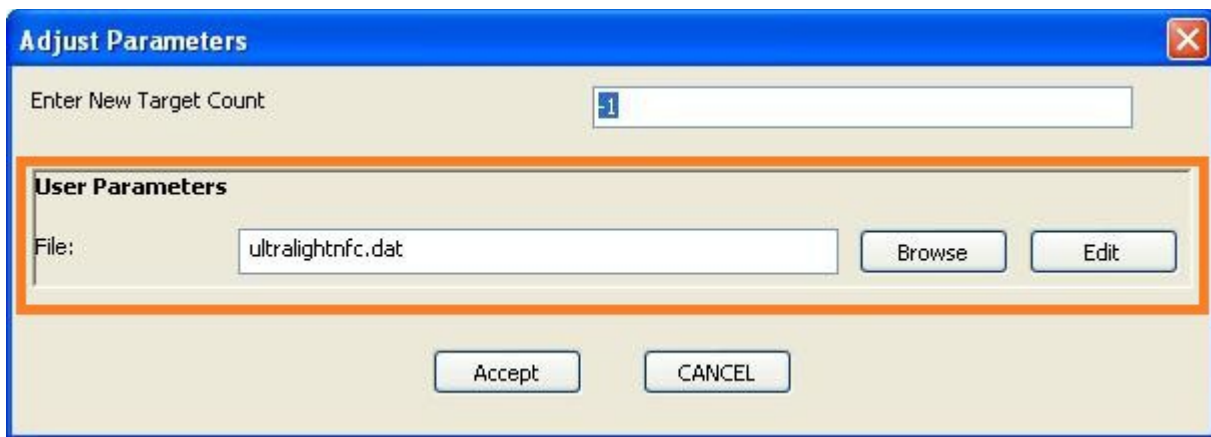 Adjust Parameters
Enter New Target Count -1
User Parameters
File: ultralightnfc.dat Browse Edit
Accept CANCEL